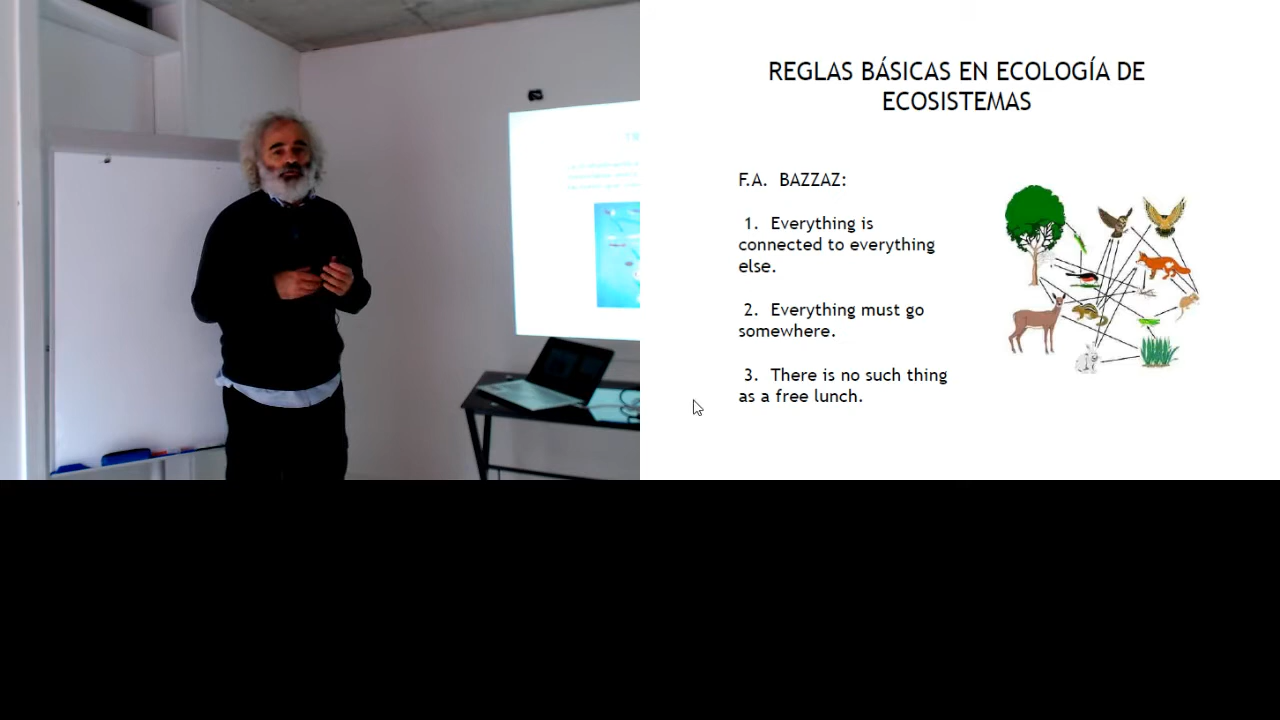 REGLAS BÁSICAS EN ECOLOGÍA DE
ECOSISTEMAS
F.A. BAZZAZ:
1. Everything is
connected to everything
else.
2. Everything must go
somewhere.
3. There is no such thing
as a free lunch.